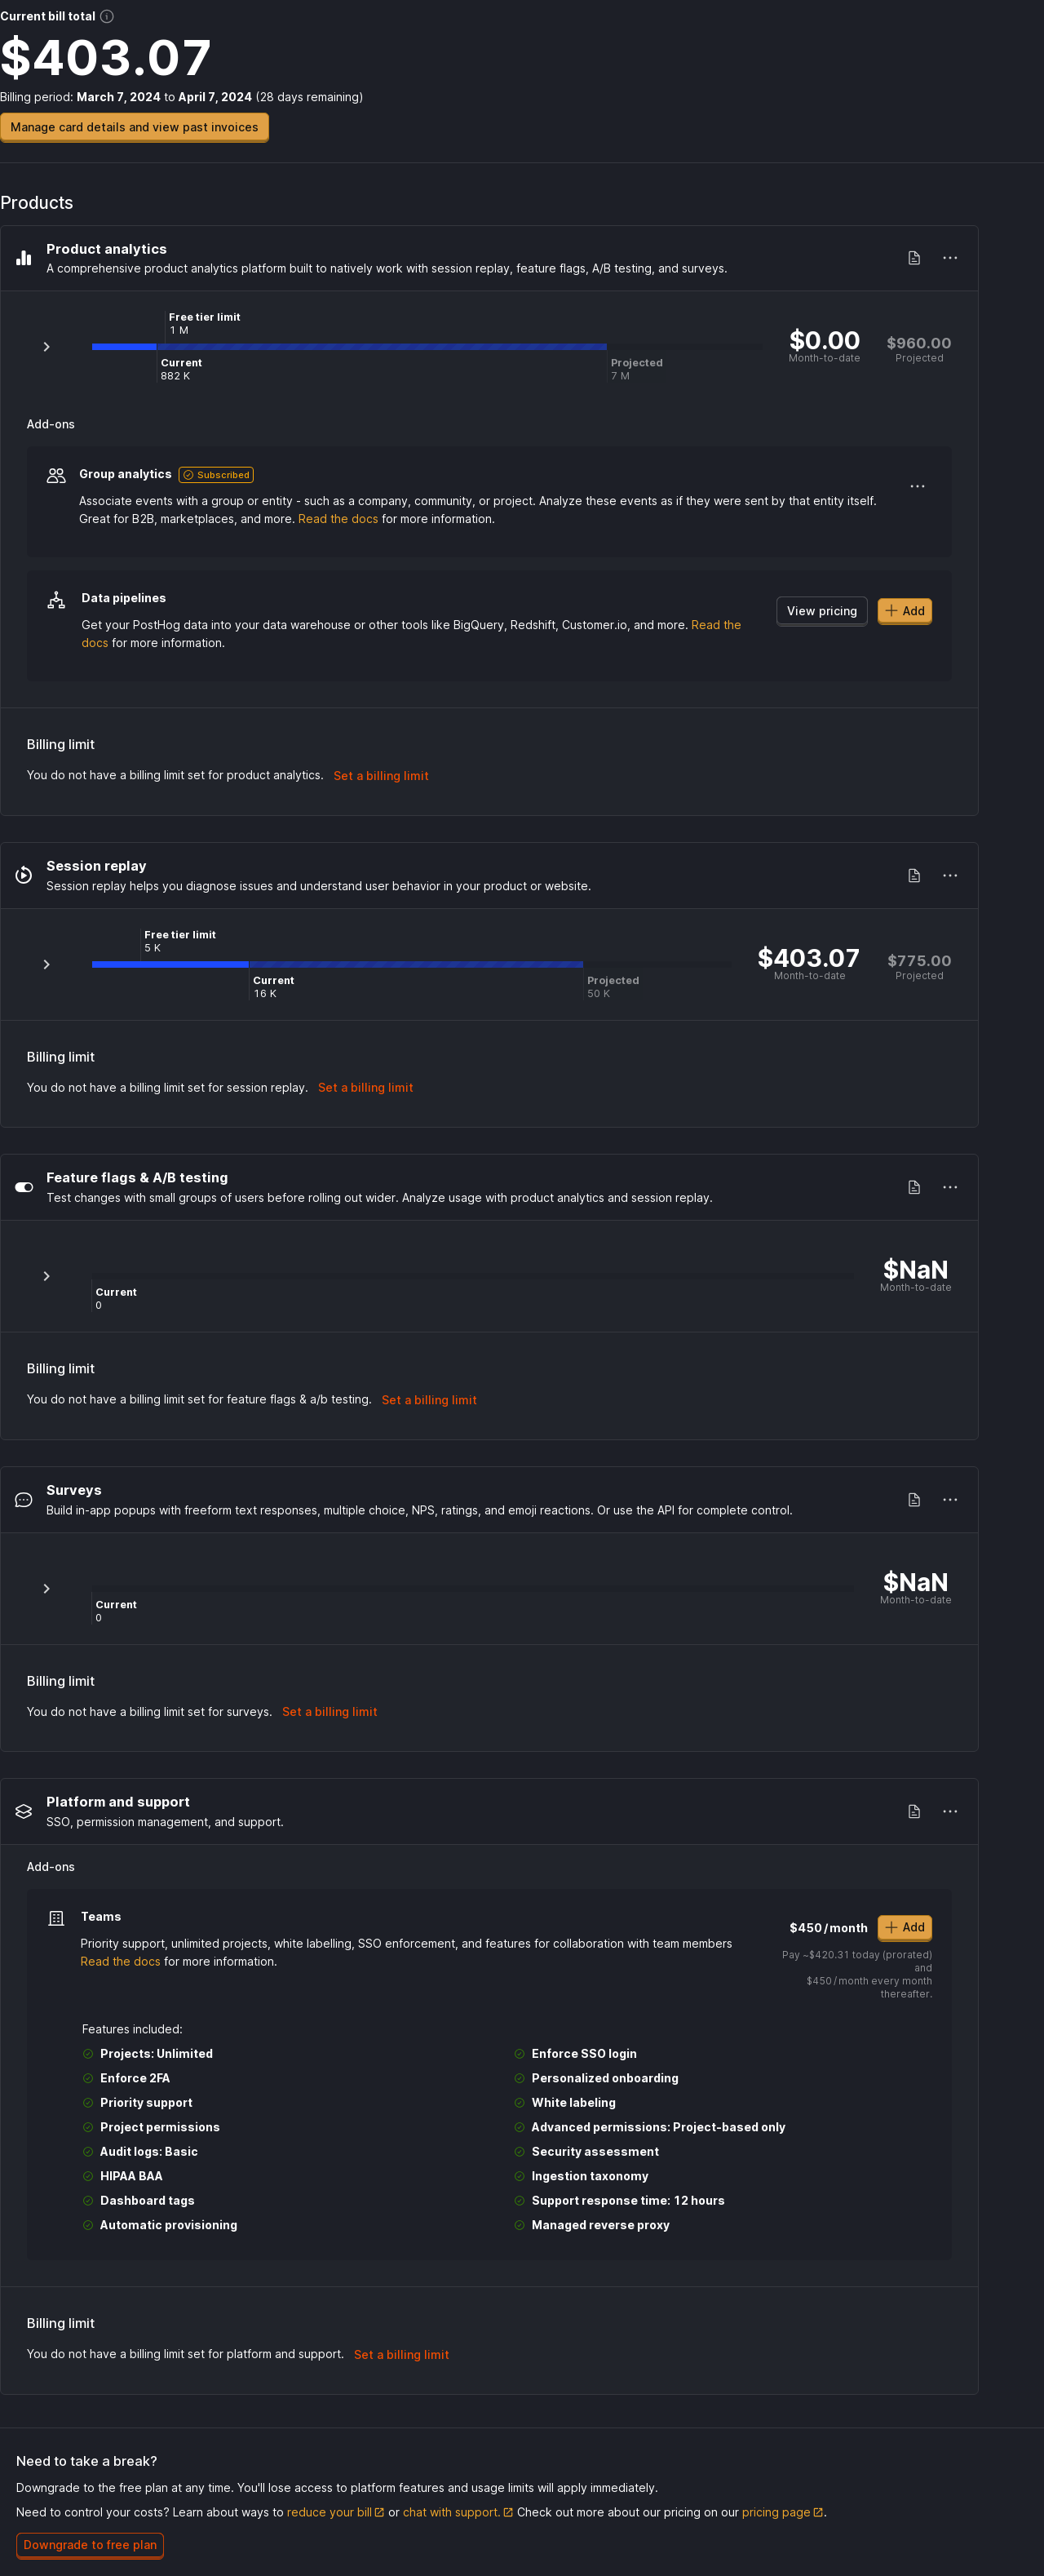 Current bill total
$403.07
Billing period: March 7, 2024 to April 7, 2024 (28 days remaining)
Manage card details and view past invoices
Products
Product analytics
A comprehensive product analytics platform built to natively work with session replay, feature flags, A/B testing, and surveys.
Free tier limit
1 M
Current
882 K
Projected
7 M
$0.00
Month-to-date
$960.00
Projected
Add-ons
Group analytics Subscribed
Associate events with a group or entity - such as a company, community, or project. Analyze these events as if they were sent by that entity itself.
Great for B2B, marketplaces, and more. Read the docs for more information.
Data pipelines
Get your PostHog data into your data warehouse or other tools like BigQuery, Redshift, Customer.io, and more. Read the
docs for more information.
View pricing
Add
Billing limit
You do not have a billing limit set for product analytics. Set a billing limit
Session replay
Session replay helps you diagnose issues and understand user behavior in your product or website.
Free tier limit
5 K
Current
16 K
Projected
50 K
$403.07
Month-to-date
$775.00
Projected
Billing limit
You do not have a billing limit set for session replay. Set a billing limit
Feature flags & A/B testing
Test changes with small groups of users before rolling out wider. Analyze usage with product analytics and session replay.
Current
0
$NaN
Month-to-date
Billing limit
You do not have a billing limit set for feature flags & a/b testing. Set a billing limit
Surveys
Build in-app popups with freeform text responses, multiple choice, NPS, ratings, and emoji reactions. Or use the API for complete control.
Current
0
$NaN
Month-to-date
Billing limit
You do not have a billing limit set for surveys. Set a billing limit
Platform and support
SSO, permission management, and support.
Add-ons
Teams
Priority support, unlimited projects, white labelling, SSO enforcement, and features for collaboration with team members
Read the docs for more information.
$450/month
Add
Pay ~$420.31 today (prorated)
and
$450/month every month
thereafter.
Features included:
Projects: Unlimited
Enforce 2FA
Priority support
Project permissions
Audit logs: Basic
HIPAA BAA
Dashboard tags
Automatic provisioning
Enforce SSO login
Personalized onboarding
White labeling
Advanced permissions: Project-based only
Security assessment
Ingestion taxonomy
Support response time: 12 hours
Managed reverse proxy
Billing limit
You do not have a billing limit set for platform and support. Set a billing limit
Need to take a break?
Downgrade to the free plan at any time. You'll lose access to platform features and usage limits will apply immediately.
Need to control your costs? Learn about ways to reduce your bill or chat with support. Check out more about our pricing on our pricing page.
Downgrade to free plan